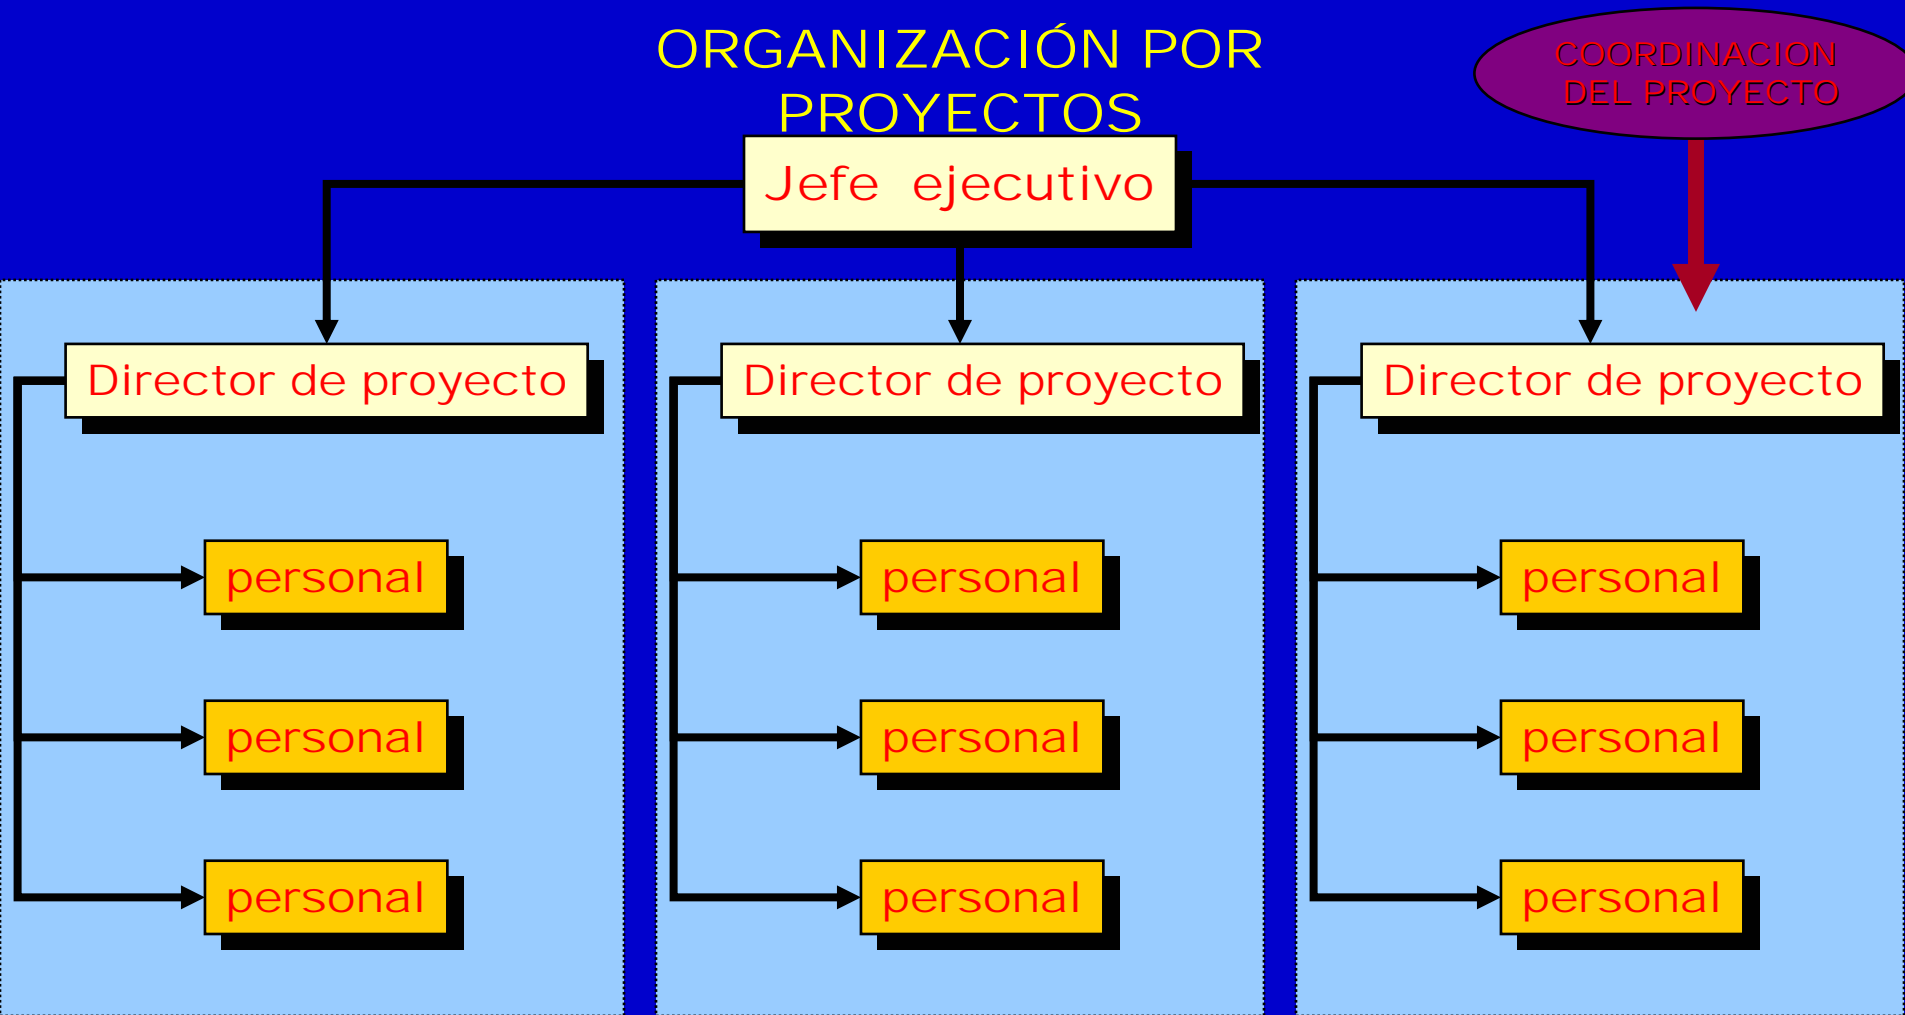 ORGANIZACIÓN POR
PROYECTOS
COORDINACION
DEL PROYECTO
Jefe ejecutivo
Director de proyecto
personal
personal
personal
Director de proyecto
personal
personal
personal
Director de proyecto
personal
personal
personal